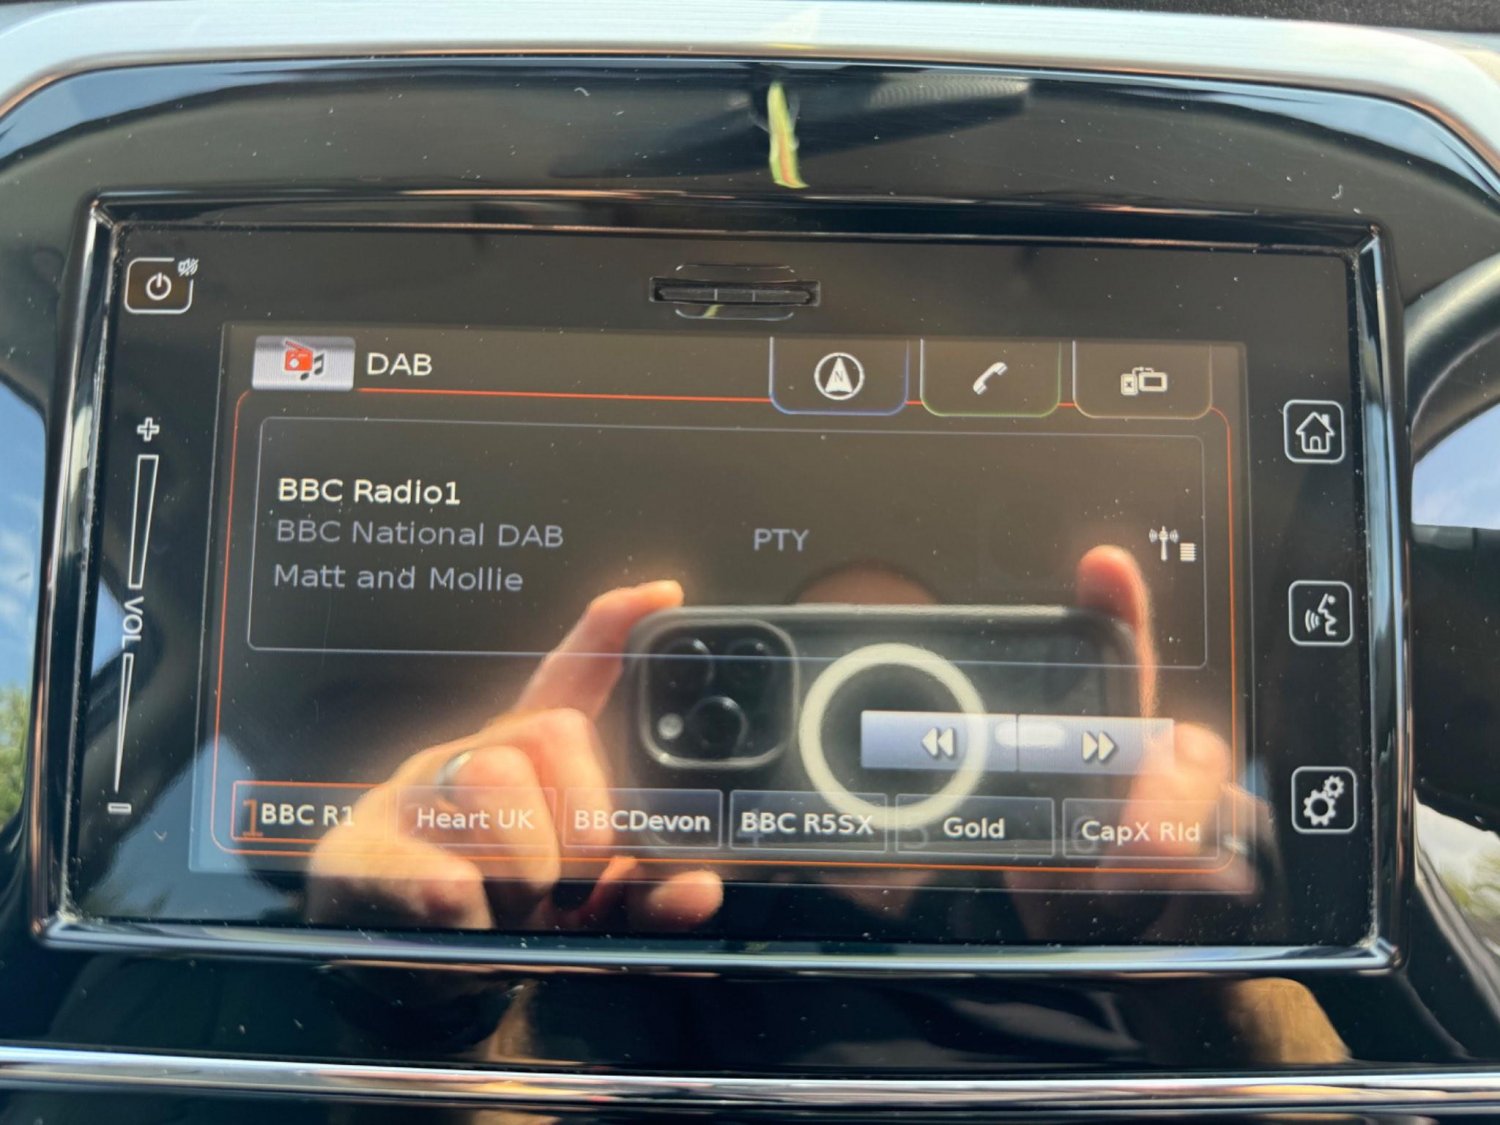 DAB
N
BBC Radio1
BBC National DAB
PTY
Matt and Mollie
VOL
1 BBC R1
Heart UK
BBCDevon
BBC R5SX
Gold
CapX Rld